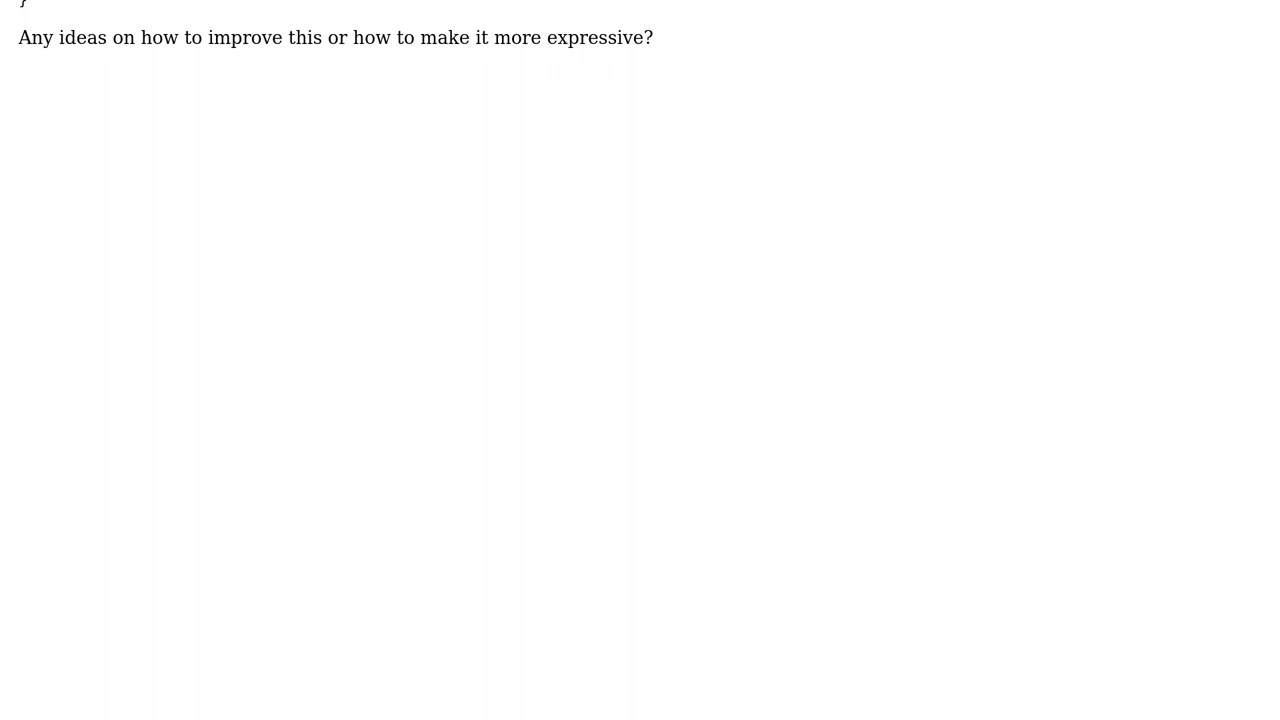 }
Any ideas on how to improve this or how to make it more expressive?